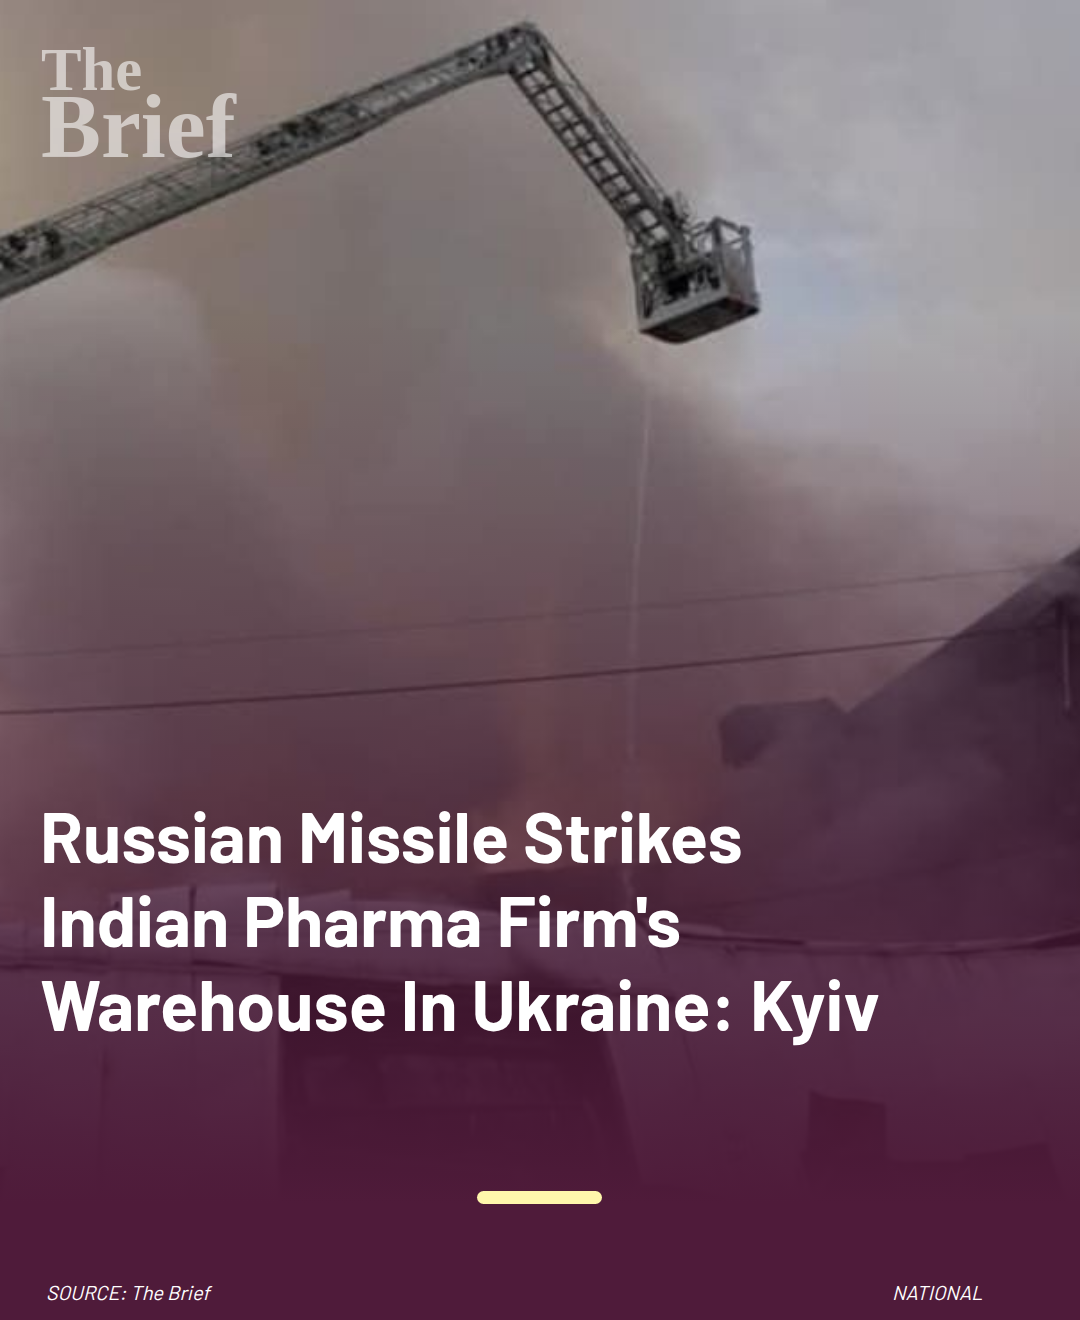 The
Brief
Russian Missile Strikes
Indian Pharma Firm's
Warehouse In Ukraine: Kyiv
SOURCE: The Brief
NATIONAL